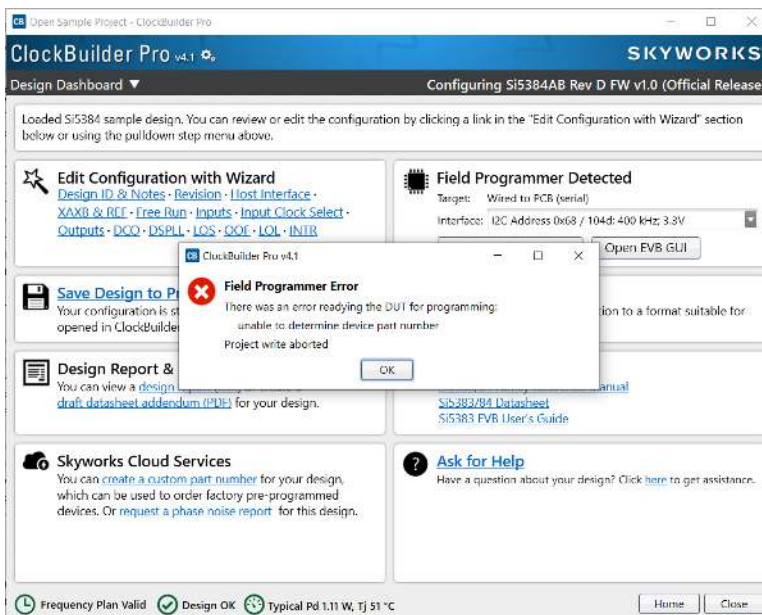 CB Open Sample Project - ClockBuilder Pro
ClockBuilder Pro v4.1
SKYWORKS
Design Dashboard ▼
Configuring Si5384AB Rev D FW v1.0 (Official Release
Loaded Si5384 sample design. You can review or edit the configuration by clicking a link in the "Edit Configuration with Wizard" section
below or using the pulldown step menu above.
Edit Configuration with Wizard
Design ID & Notes · Revision · Host Interface ·
XAXB & REF · Free Run · Inputs · Input Clock Select ·
Outputs · DCO · DSPLL · LOS · OOF · LOL · INTR
Field Programmer Detected
Target: Wired to PCB (serial)
Interface: I2C Address 0x68 / 104d; 400 kHz; 3.3V
Open EVB GUI
CB ClockBuilder Pro v4.1
Field Programmer Error
There was an error readying the DUT for programming:
unable to determine device part number
Project write aborted
OK
Save Design to P
Your configuration is st
opened in ClockBuilder
ion to a format suitable for
Design Report &
You can view a design
draft datasheet addendum (PDF) for your design.
anual
Si5383/84 Datasheet
Si5383 EVB User's Guide
Skyworks Cloud Services
You can create a custom part number for your design,
which can be used to order factory pre-programmed
devices. Or request a phase noise report for this design.
Ask for Help
Have a question about your design? Click here to get assistance.
Frequency Plan Valid
Design OK
Typical Pd 1.11 W, Tj 51 °C
Home
Close